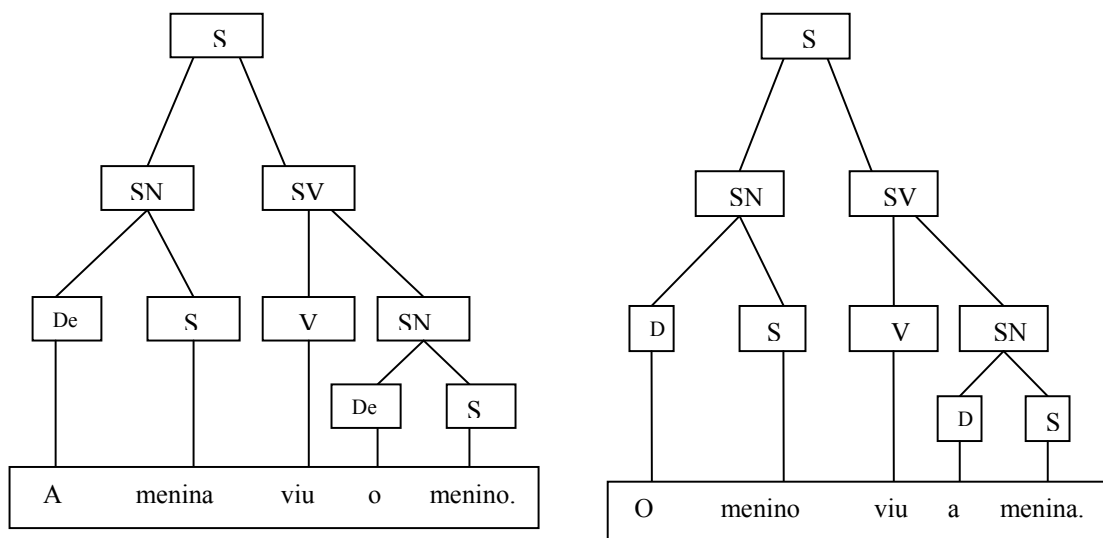 S
SN SV
De S V SN
De S
A menina viu o menino.
S
SN SV
D S V SN
D S
O menino viu a menina.